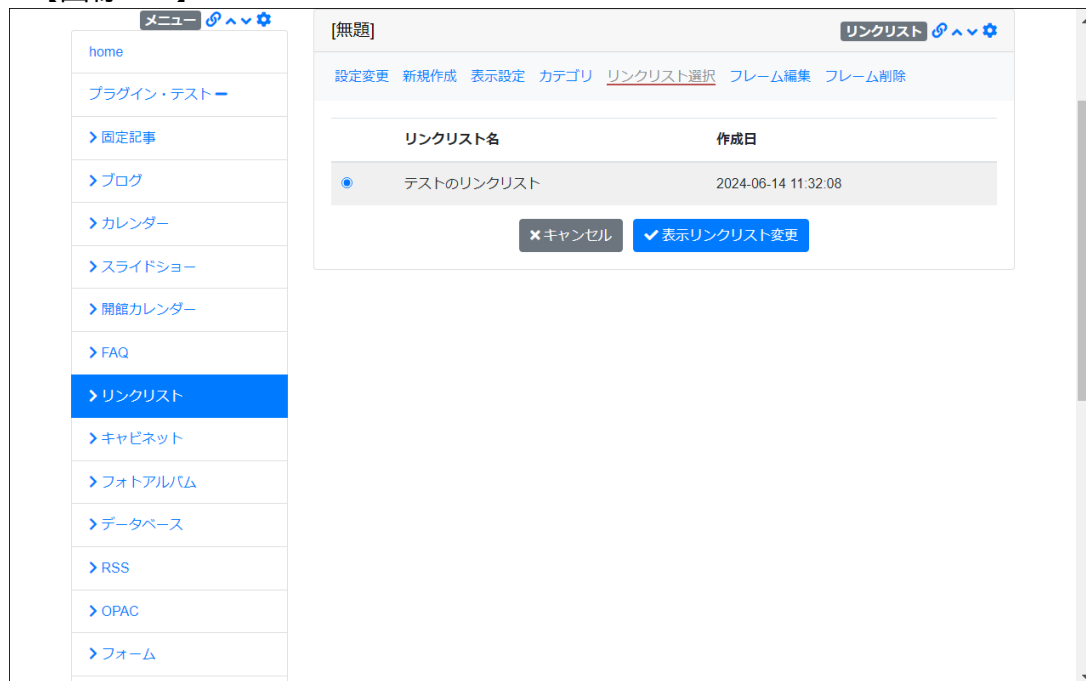 メニュー
home
プラグイン・テスト
固定記事
ブログ
カレンダー
スライドショー
開館カレンダー
FAQ
リンクリスト
キャビネット
フォトアルバム
データベース
RSS
OPAC
フォーム
[無題]
リンクリスト
設定変更 新規作成 表示設定 カテゴリ リンクリスト選択 フレーム編集 フレーム削除
リンクリスト名 作成日
テストのリンクリスト 2024-06-14 11:32:08
キャンセル 表示リンクリスト変更